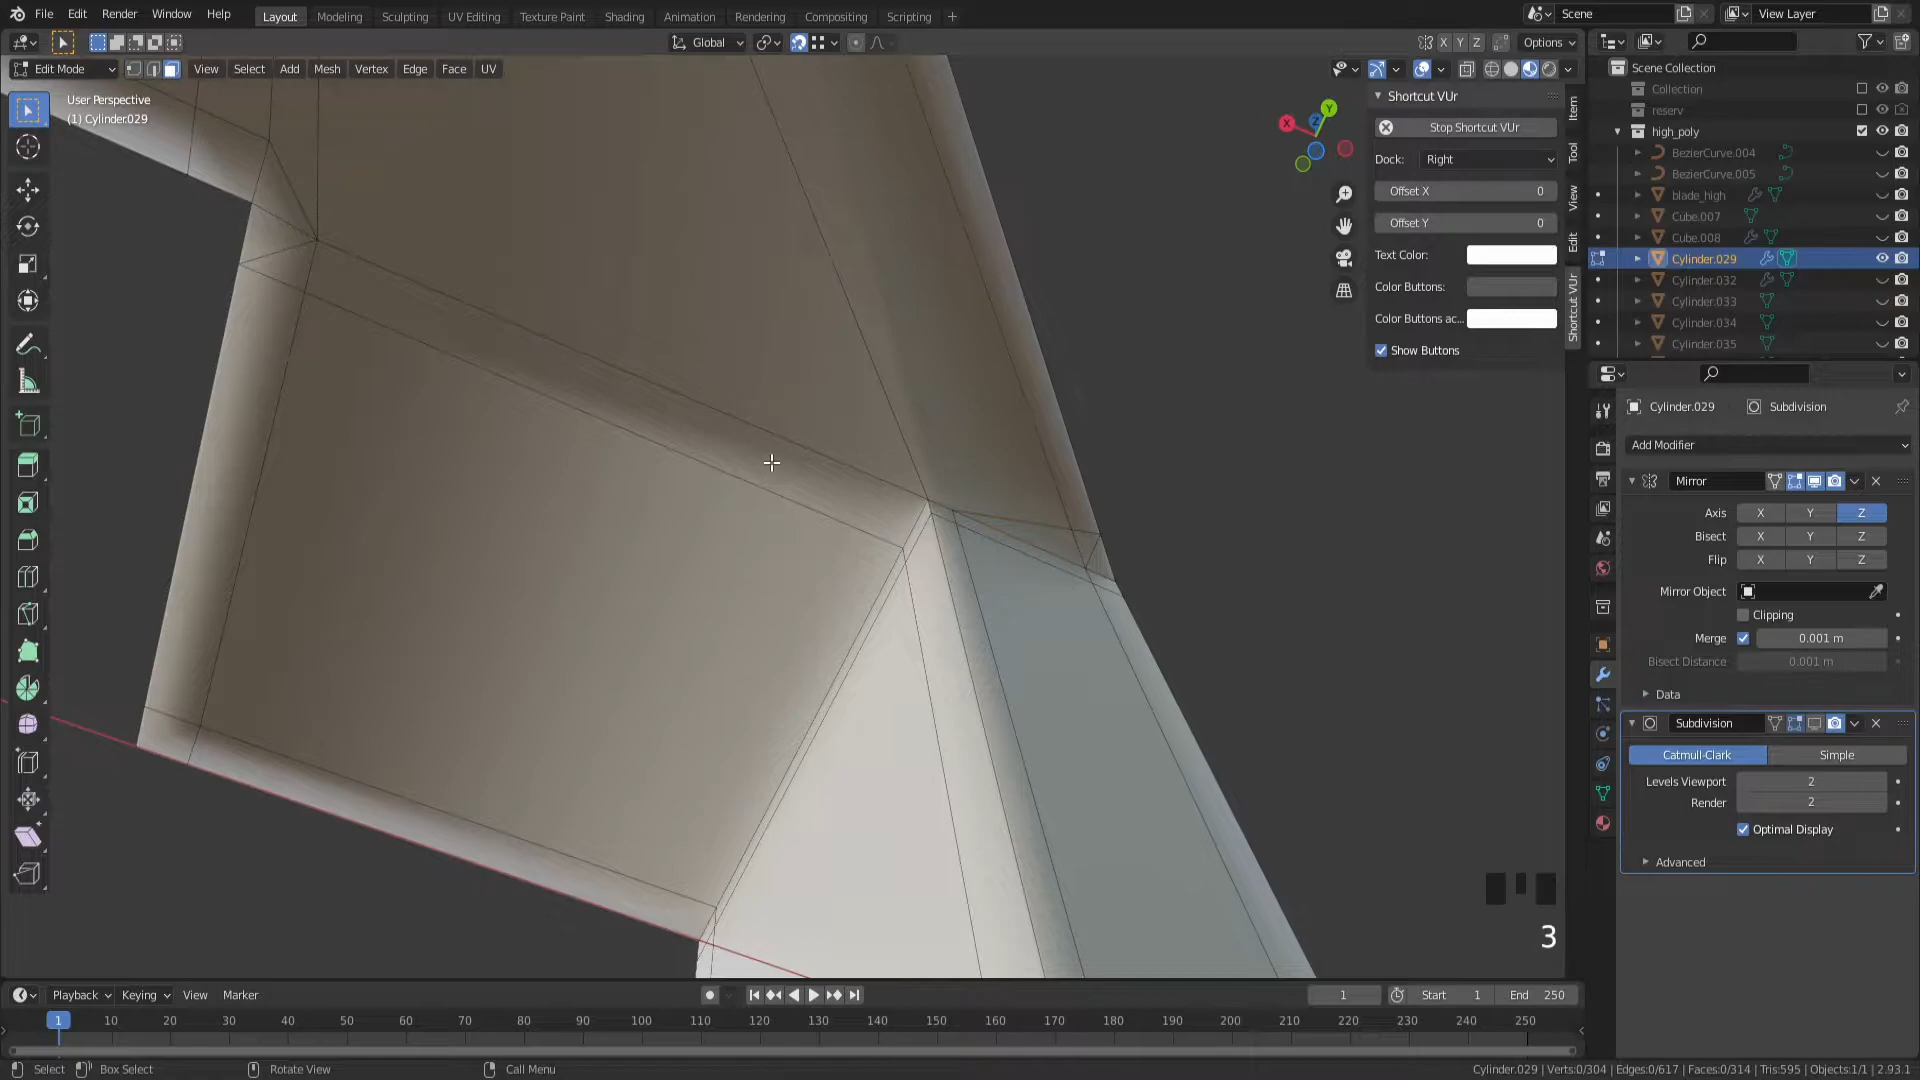 File Edit Render Window Help Layout Modeling Sculpting UV Editing Texture Paint Shading Animation Rendering Compositing Scripting + Scene View Layer
Global X Y Z Options
Edit Mode View Select Add Mesh Vertex Edge Face UV
User Perspective
(1) Cylinder.029
X
Y
Z
Shortcut VUr
Stop Shortcut VUr
Dock: Right
Offset X 0
Offset Y 0
Text Color:
Color Buttons:
Color Buttons ac...
Show Buttons
Item
Tool
View
Edit
Shortcut VUr
Scene Collection
Collection
reserv
high_poly
BezierCurve.004
BezierCurve.005
blade_high
Cube.007
Cube.008
Cylinder.029
Cylinder.032
Cylinder.033
Cylinder.034
Cylinder.035
Cylinder.029 Subdivision
Add Modifier
Mirror
Axis X Y Z
Bisect X Y Z
Flip X Y Z
Mirror Object
Clipping
Merge 0.001 m
Bisect Distance 0.001 m
Data
Subdivision
Catmull-Clark Simple
Levels Viewport 2
Render 2
Optimal Display
Advanced
3
Playback Keying View Marker 1 Start 1 End 250
1 10 20 30 40 50 60 70 80 90 100 110 120 130 140 150 160 170 180 190 200 210 220 230 240 250
Select Box Select Rotate View Call Menu Cylinder.029 | Verts:0/304 | Edges:0/617 | Faces:0/314 | Tris:595 | Objects:1/1 | 2.93.1